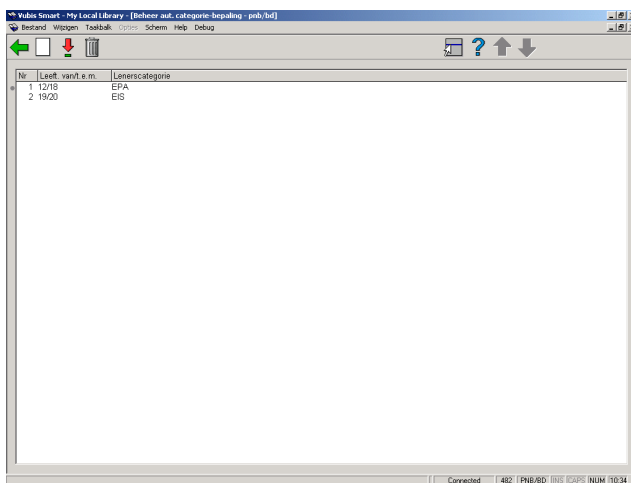 Vubis Smart - My Local Library - [Beheer aut. categorie-bepaling - pnb/bd]
Bestand Wijzigen Taakbalk Opties Scherm Help Debug
Nr Leeft. van/t.e.m. Lenerscategorie
1 12/18 EPA
2 19/20 EIS
Connected 482 PNB/BD INS CAPS NUM 10:34